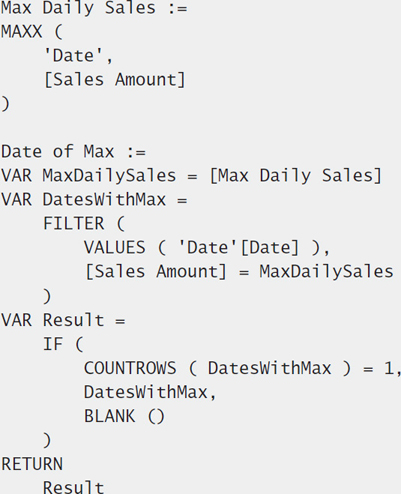 Max Daily Sales :=
MAXX (
    'Date',
    [Sales Amount]
)

Date of Max :=
VAR MaxDailySales = [Max Daily Sales]
VAR DatesWithMax =
    FILTER (
        VALUES ( 'Date'[Date] ),
        [Sales Amount] = MaxDailySales
    )
VAR Result =
    IF (
        COUNTROWS ( DatesWithMax ) = 1,
        DatesWithMax,
        BLANK ()
    )
RETURN
    Result